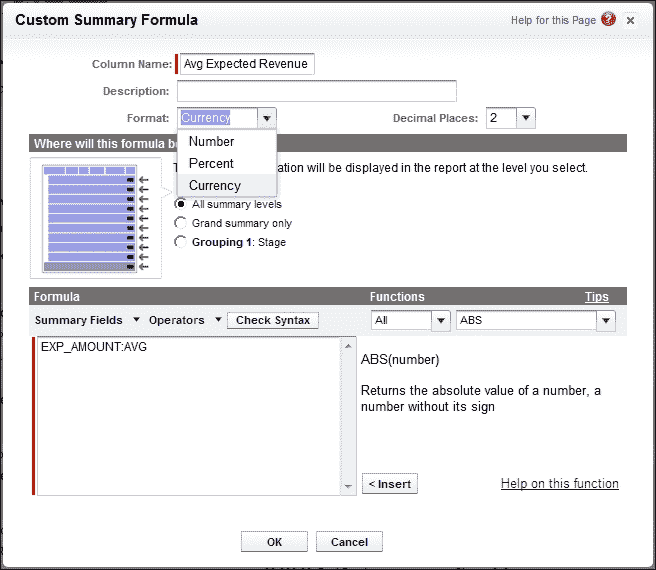 Custom Summary Formula
Help for this Page ?
Column Name: Avg Expected Revenue
Description:
Format: Currency
Decimal Places: 2
Number
Percent
Currency
Where will this formula b
T
ation will be displayed in the report at the level you select.
All summary levels
Grand summary only
Grouping 1: Stage
Formula
Functions
Tips
Summary Fields Operators Check Syntax
All
ABS
EXP_AMOUNT:AVG
ABS(number)
Returns the absolute value of a number, a
number without its sign
< Insert
Help on this function
OK
Cancel